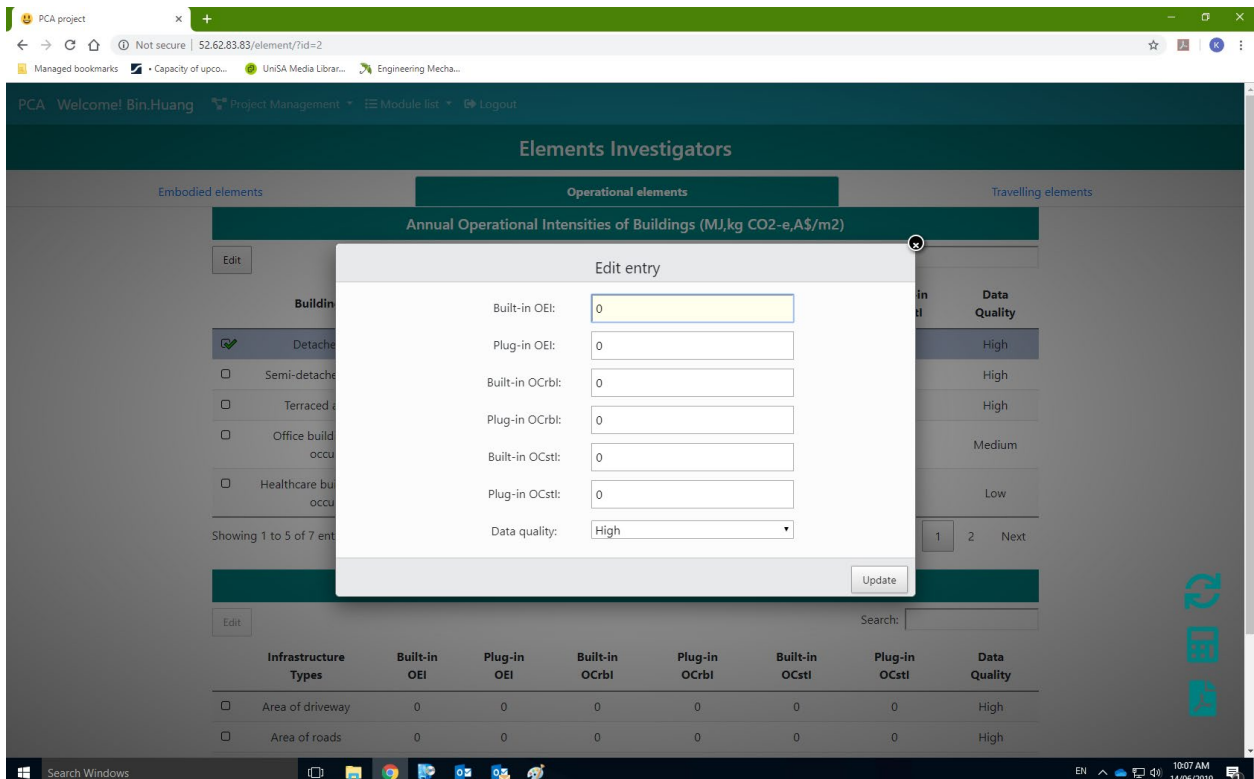 PCA project
Not secure | 52.62.83.83/element/?id=2
Managed bookmarks • Capacity of upco... UniSA Media Librar... Engineering Mecha...
PCA Welcome! Bin.Huang Project Management Module list Logout
Elements Investigators
Embodied elements Operational elements Travelling elements
Annual Operational Intensities of Buildings (MJ,kg CO2-e,A$/m2)
Edit
Edit entry
Built-in OEI: 0
Plug-in OEI: 0
Built-in OCrbI: 0
Plug-in OCrbI: 0
Built-in OCstI: 0
Plug-in OCstI: 0
Data quality: High
Update
Buildin in Data
tI Quality
Detache High
Semi-detache High
Terraced a High
Office build Medium
occu
Healthcare bu Low
occu
Showing 1 to 5 of 7 ent 1 2 Next
Edit Search:
Infrastructure Built-in Plug-in Built-in Plug-in Built-in Plug-in Data
Types OEI OEI OCrbI OCrbI OCstI OCstI Quality
Area of driveway 0 0 0 0 0 0 High
Area of roads 0 0 0 0 0 0 High
Search Windows EN 10:07 AM
14/06/2019